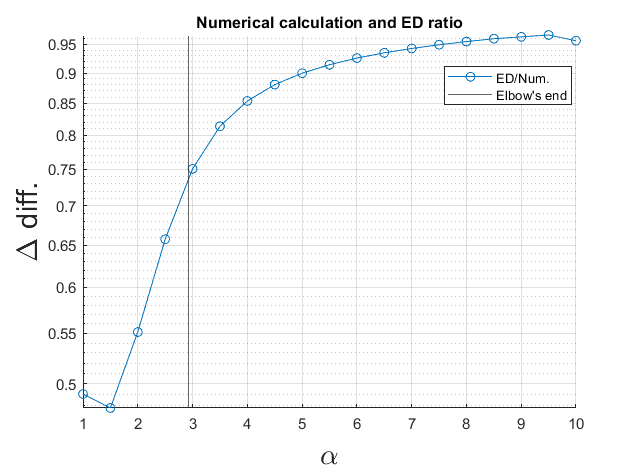 Numerical calculation and ED ratio
0.95
0.9
0.85
0.8
0.75
0.7
0.65
0.6
0.55
0.5
Δ diff.
ED/Num.
Elbow's end
1 2 3 4 5 6 7 8 9 10
α